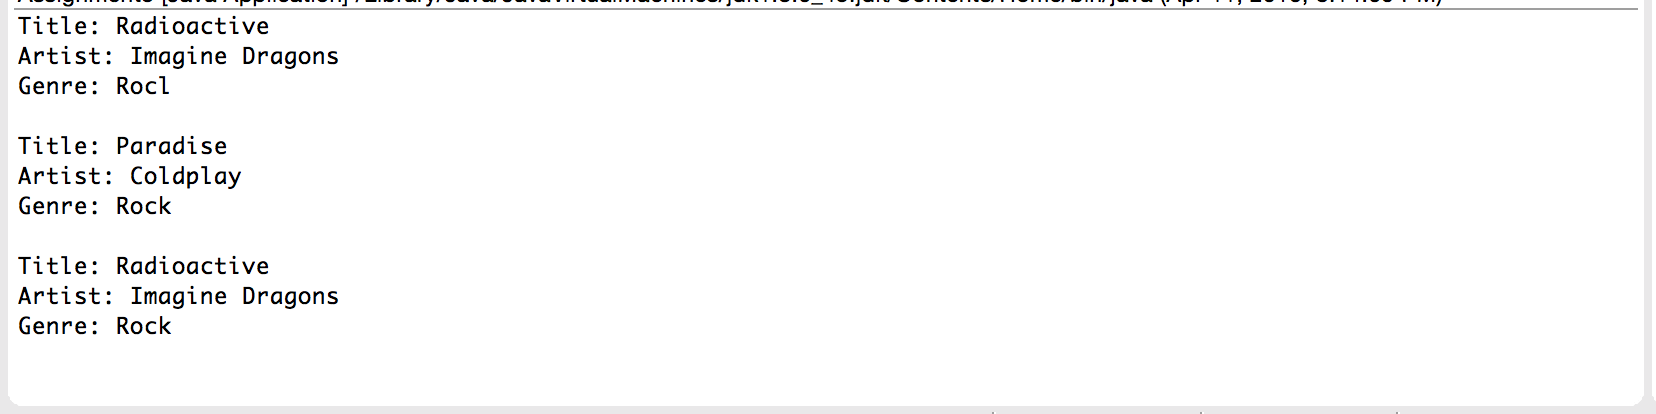 Title: Radioactive
Artist: Imagine Dragons
Genre: Rocl
Title: Paradise
Artist: Coldplay
Genre: Rock
Title: Radioactive
Artist: Imagine Dragons
Genre: Rock